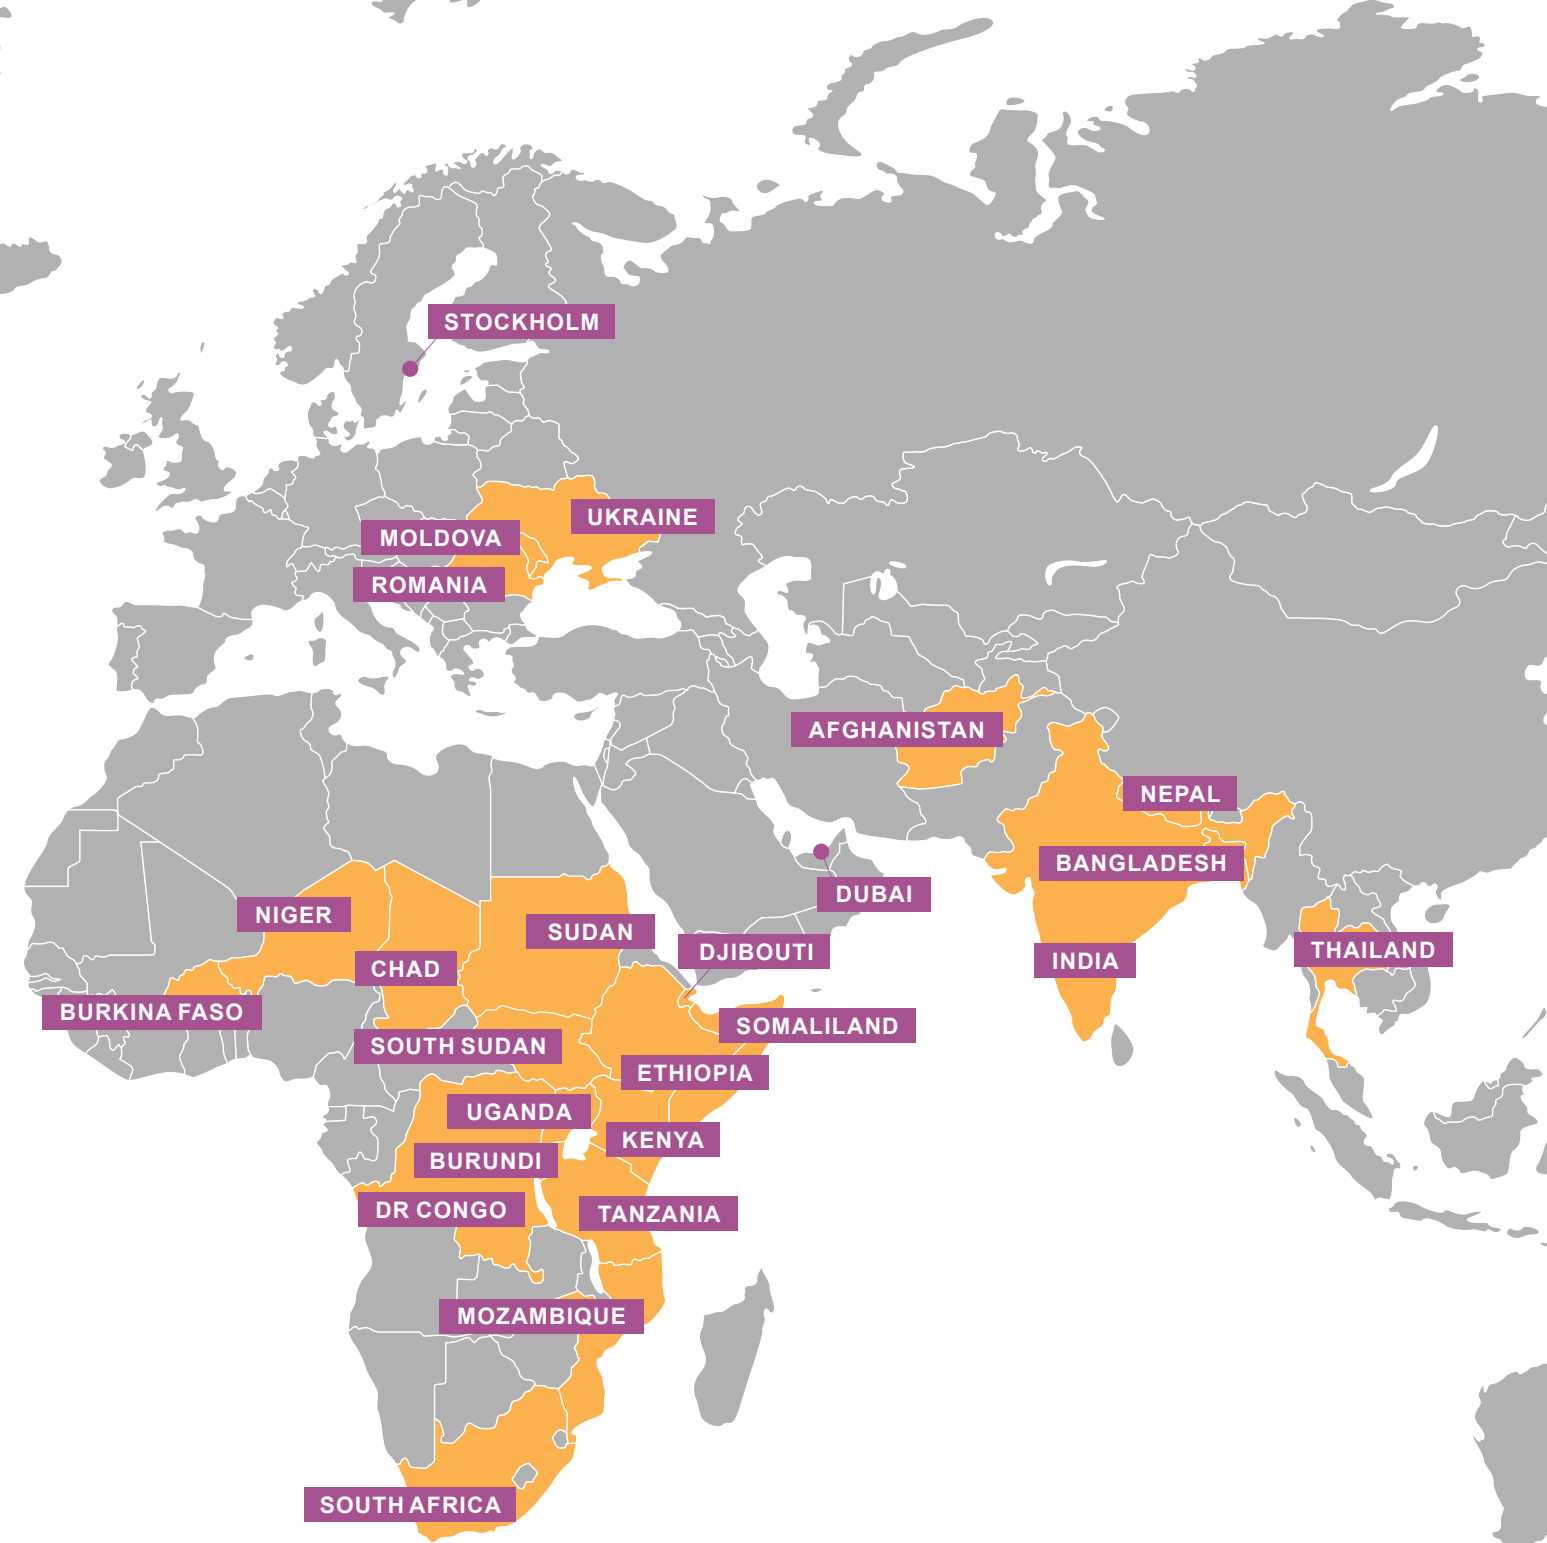 STOCKHOLM
UKRAINE
MOLDOVA
ROMANIA
AFGHANISTAN
NEPAL
BANGLADESH
DUBAI
NIGER
SUDAN
DJIBOUTI
THAILAND
INDIA
CHAD
BURKINA FASO
SOMALILAND
SOUTH SUDAN
ETHIOPIA
UGANDA
KENYA
BURUNDI
DR CONGO
TANZANIA
MOZAMBIQUE
SOUTH AFRICA